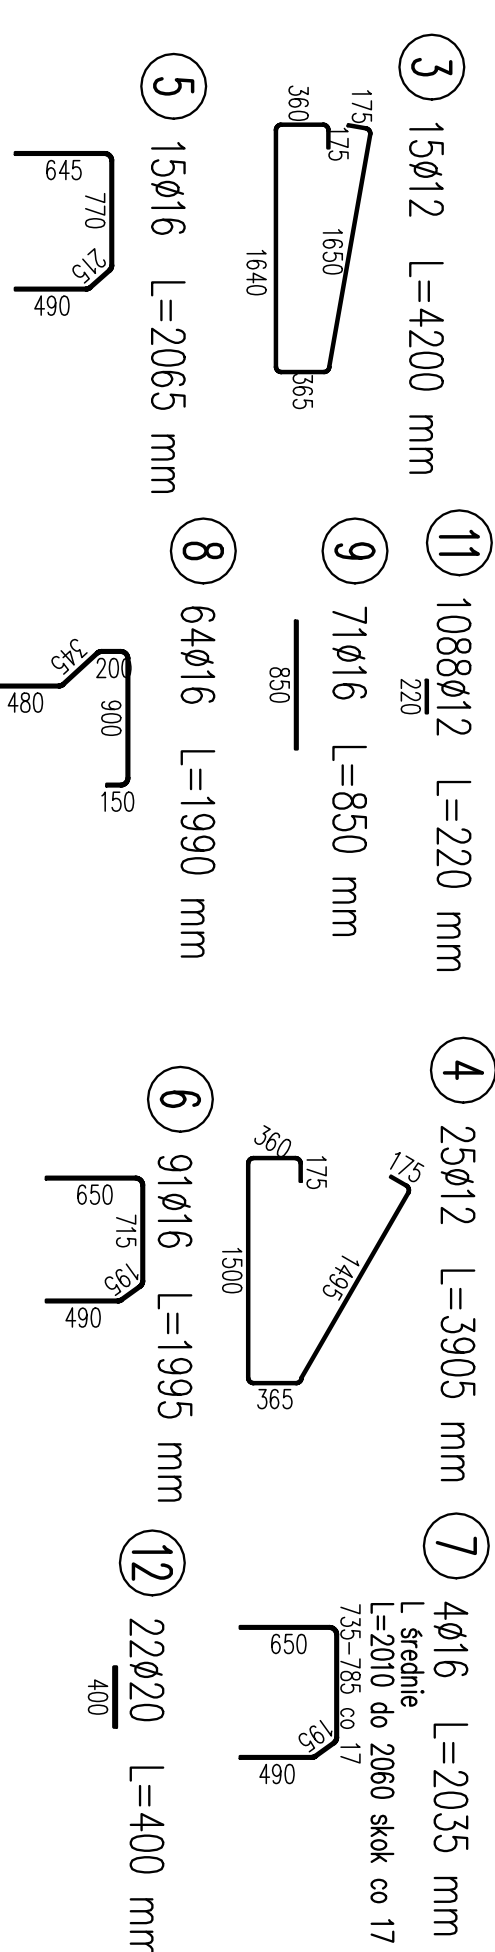 3 15ø12 L=4200 mm
175
360
175
1650
1640
365
5 15ø16 L=2065 mm
645
770
215
490
11 1088ø12 L=220 mm
220
9 71ø16 L=850 mm
850
8 64ø16 L=1990 mm
345
200
480
900
150
4 25ø12 L=3905 mm
175
360
175
1495
1500
365
6 91ø16 L=1995 mm
650
715
195
490
7 4ø16 L=2035 mm
L średnie
L=2010 do 2060 skok co 17
735-785 co 17
650
195
490
12 22ø20 L=400 mm
400